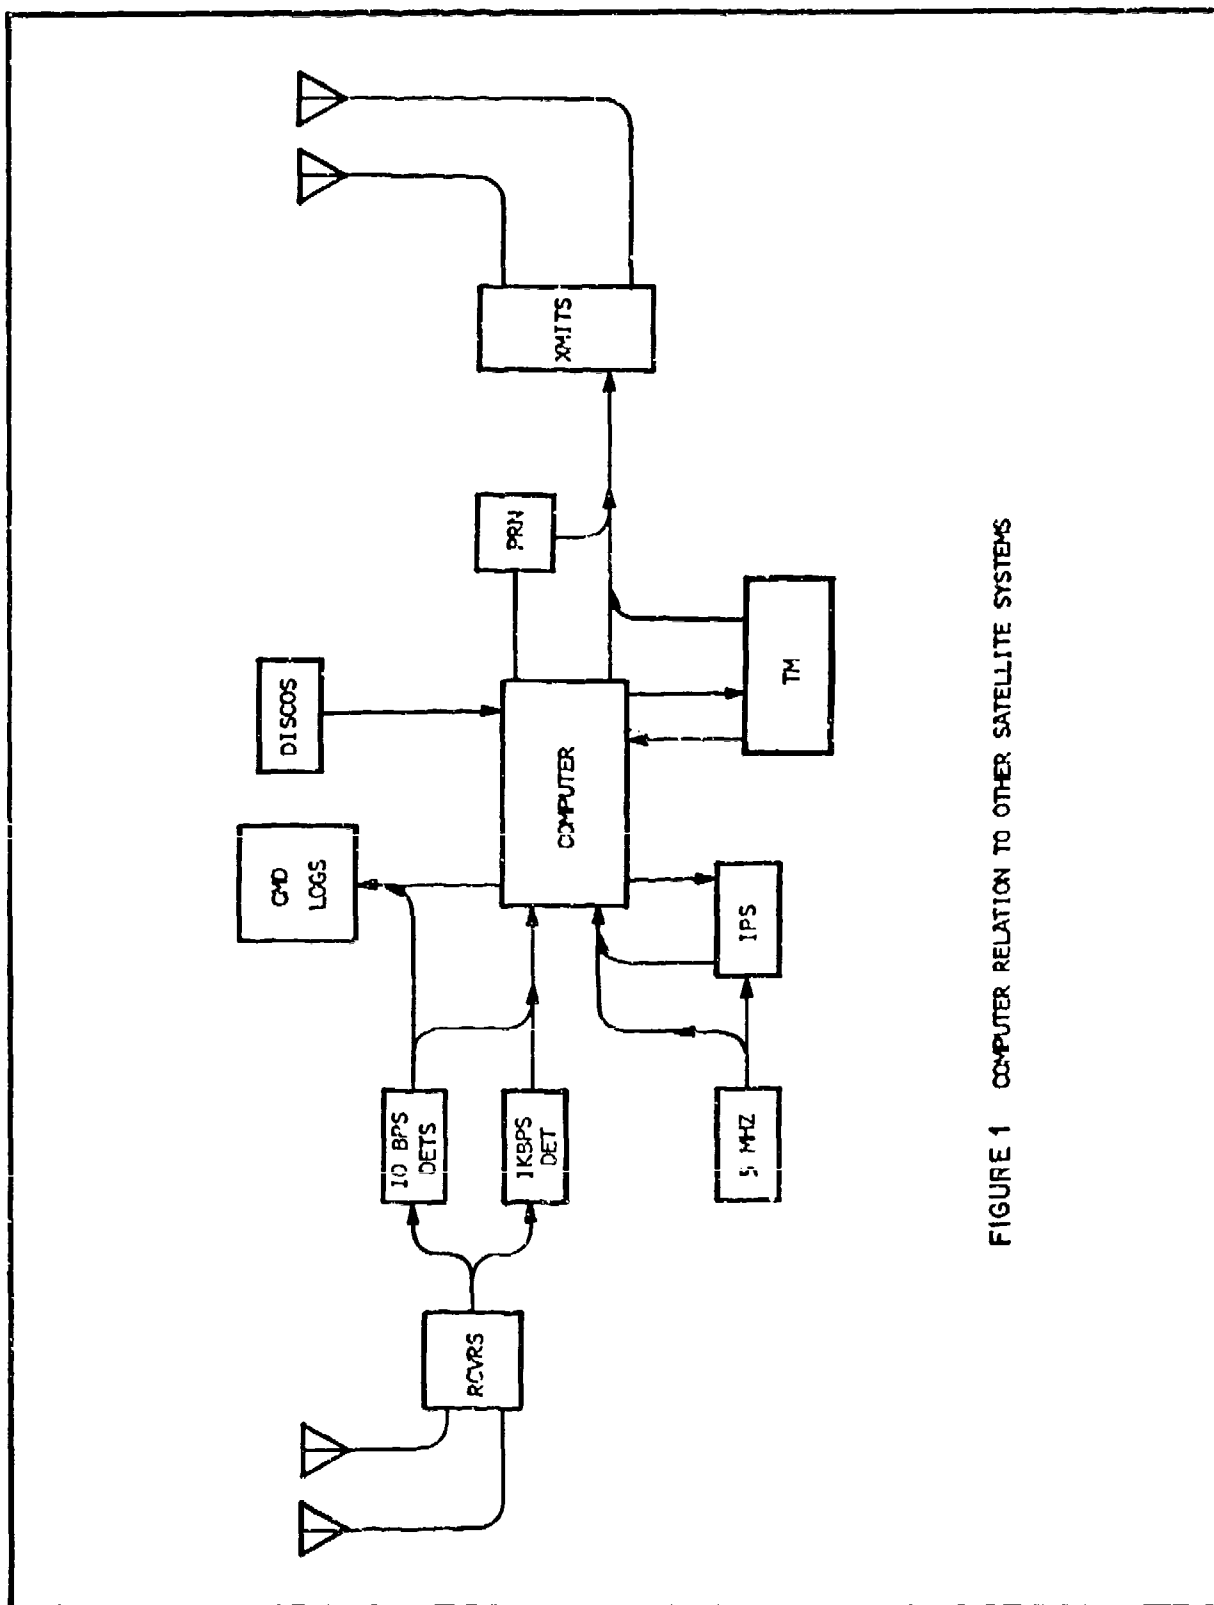 RCVRS
10 BPS
DETS
1KBPS
DET
5 MHZ
CMD
LOGS
IPS
DISCOS
COMPUTER
PRN
TM
XMITS
FIGURE 1 COMPUTER RELATION TO OTHER SATELLITE SYSTEMS